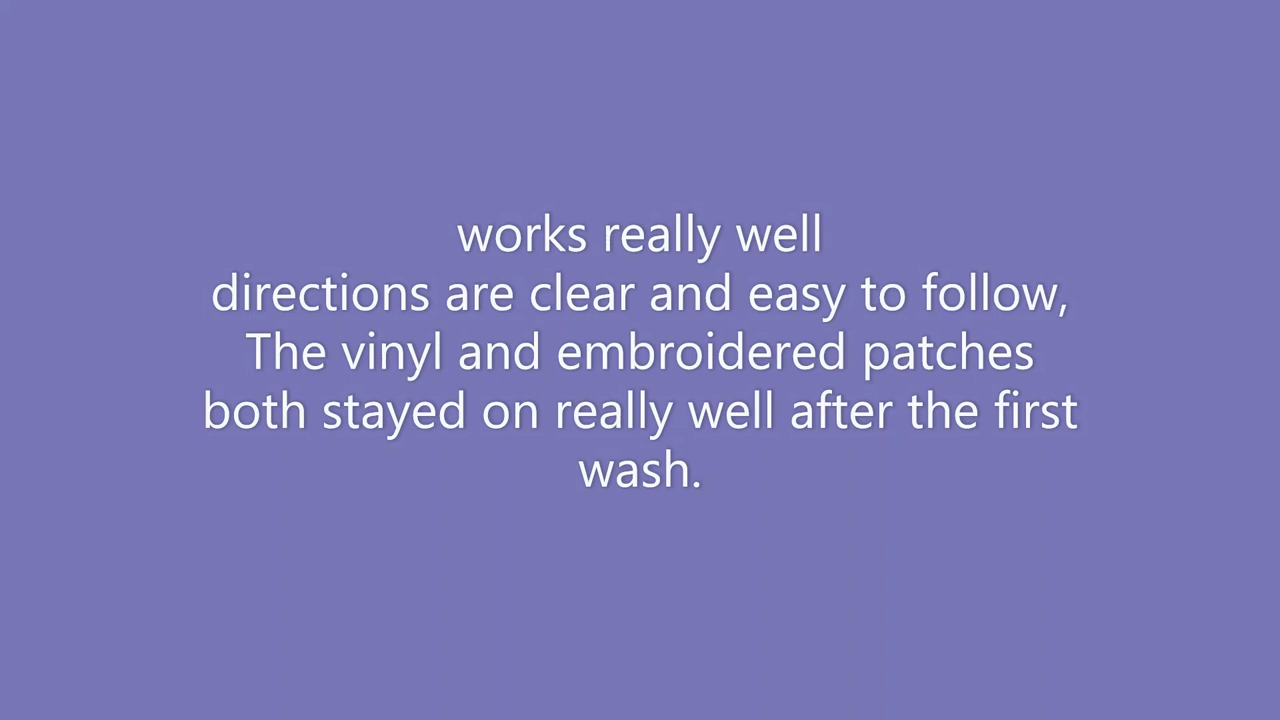 works really well
directions are clear and easy to follow,
The vinyl and embroidered patches
both stayed on really well after the first
wash.